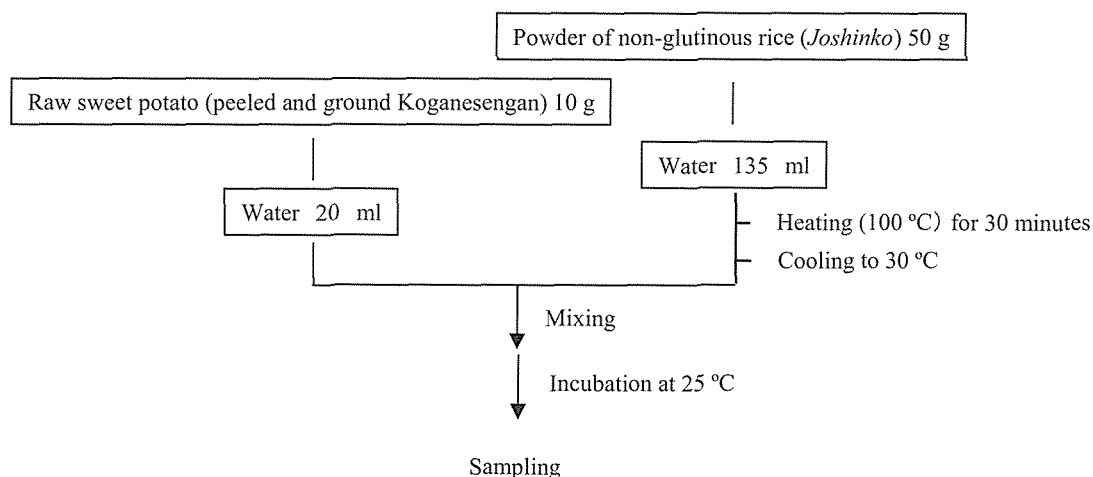 Powder of non-glutinous rice (Joshinko) 50 g
Raw sweet potato (peeled and ground Koganesengan) 10 g
Water 135 ml
Water 20 ml
Heating (100 ºC) for 30 minutes
Cooling to 30 ºC
Mixing
Incubation at 25 ºC
Sampling